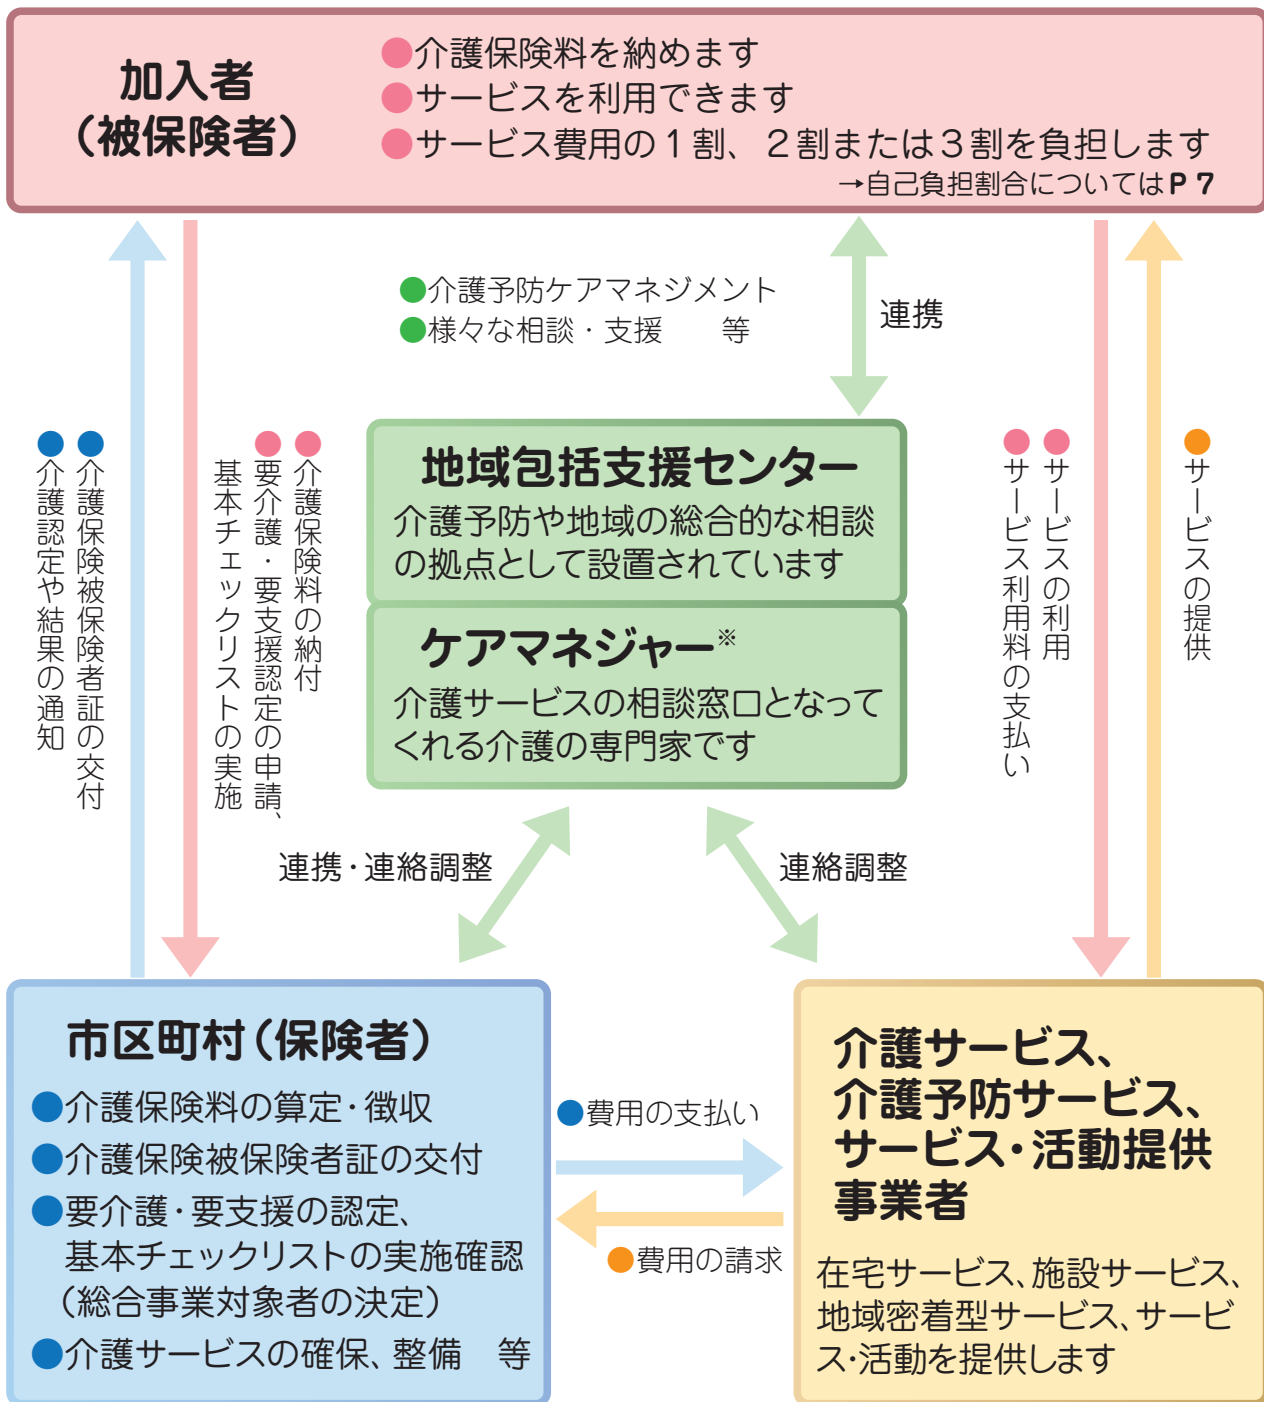 加入者
（被保険者）
●介護保険料を納めます
●サービスを利用できます
●サービス費用の１割、２割または３割を負担します
→自己負担割合についてはＰ７
●介護予防ケアマネジメント
●様々な相談・支援　　等
連携
●介護保険被保険者証の交付
●介護認定や結果の通知
●介護保険料の納付
●要介護・要支援認定の申請、
基本チェックリストの実施
地域包括支援センター
介護予防や地域の総合的な相談
の拠点として設置されています
ケアマネジャー※
介護サービスの相談窓口となって
くれる介護の専門家です
●サービスの利用
●サービス利用料の支払い
●サービスの提供
連携・連絡調整
連絡調整
市区町村（保険者）
●介護保険料の算定・徴収
●介護保険被保険者証の交付
●要介護・要支援の認定、
基本チェックリストの実施確認
（総合事業対象者の決定）
●介護サービスの確保、整備　等
●費用の支払い
●費用の請求
介護サービス、
介護予防サービス、
サービス・活動提供
事業者
在宅サービス、施設サービス、
地域密着型サービス、サービ
ス・活動を提供します